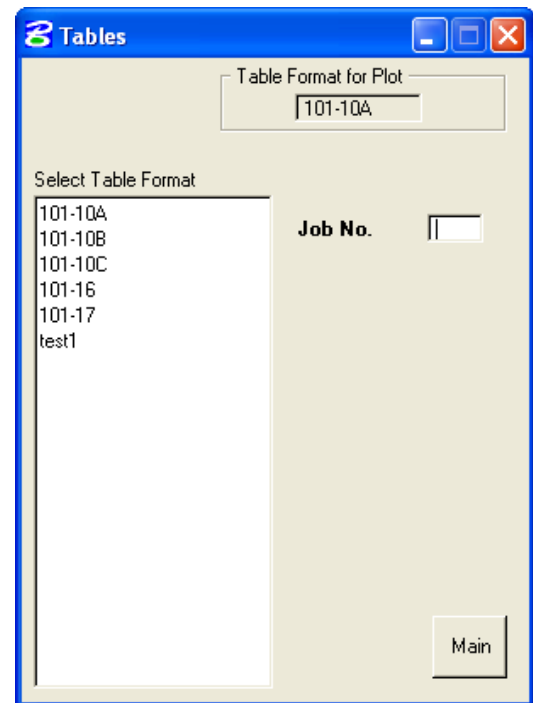 Tables
Table Format for Plot
101-10A
Select Table Format
101-10A
101-10B
101-10C
101-16
101-17
test1
Job No.
Main